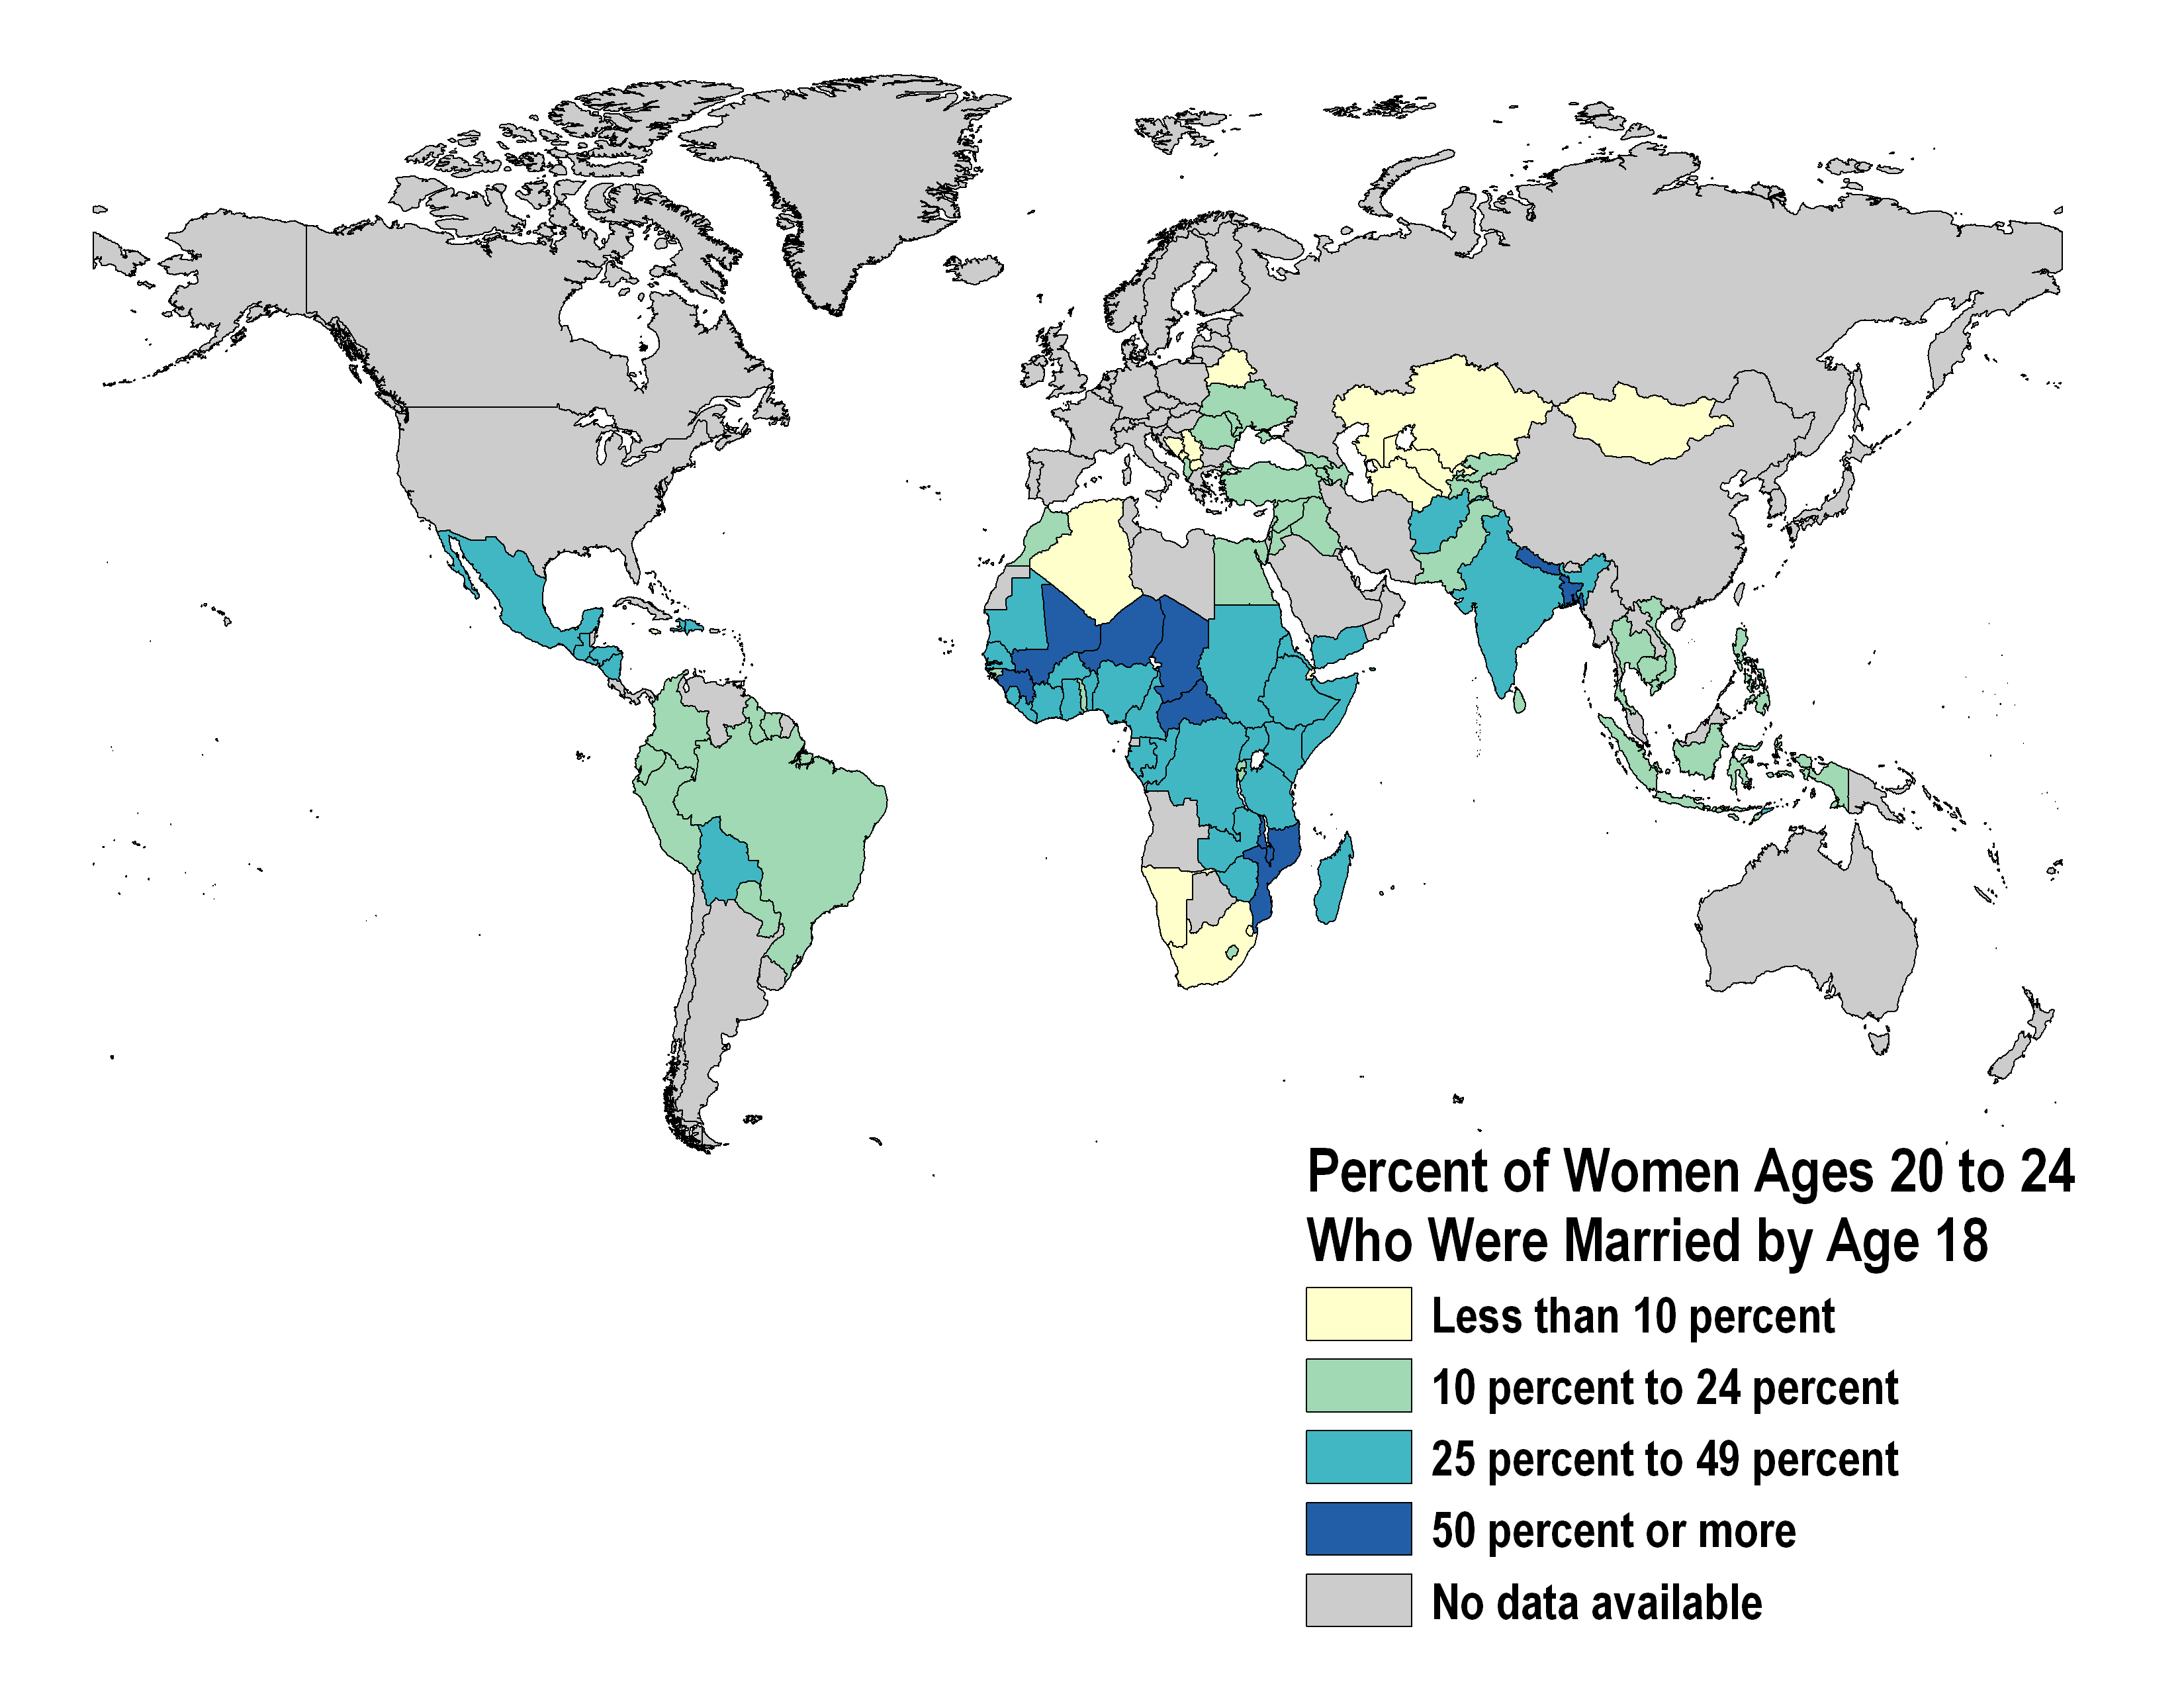 Percent of Women Ages 20 to 24
Who Were Married by Age 18
Less than 10 percent
10 percent to 24 percent
25 percent to 49 percent
50 percent or more
No data available